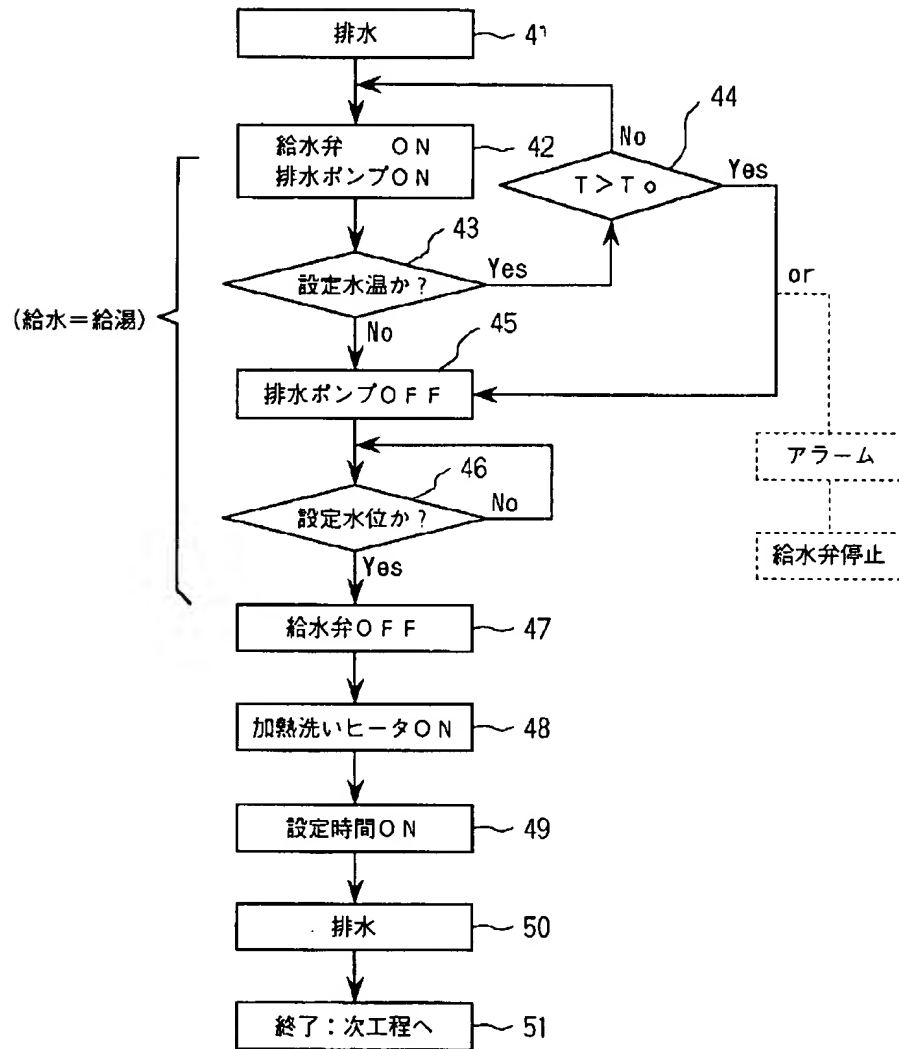 排水
41
44
No
給水弁 ON
排水ポンプON
42
T>To
Yes
43
設定水温か?
Yes
or
(給水=給湯)
No
45
排水ポンプOFF
アラーム
46
設定水位か?
No
給水弁停止
Yes
給水弁OFF
47
加熱洗いヒータON
48
設定時間ON
49
排水
50
終了:次工程へ
51